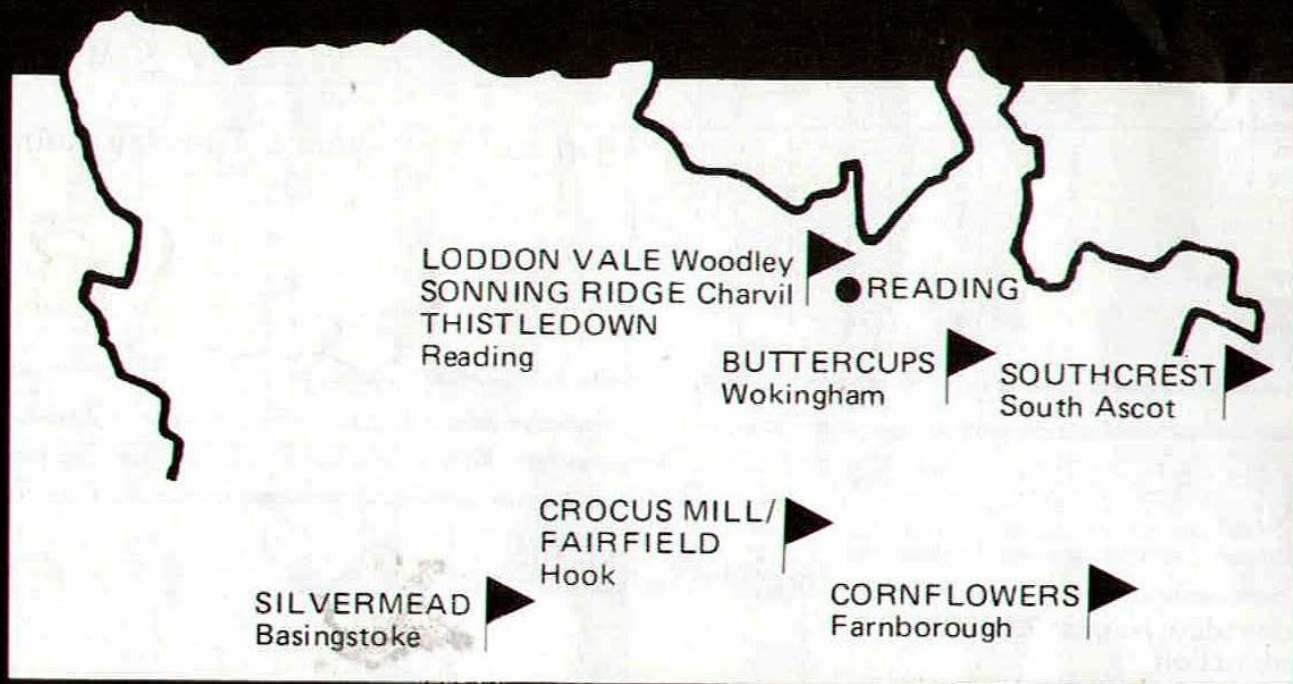 LODDON VALE Woodley
SONNING RIDGE Charvil
THISTLEDOWN
Reading
READING
BUTTERCUPS
Wokingham
SOUTHCREST
South Ascot
CROCUS MILL/
FAIRFIELD
Hook
SILVERMEAD
Basingstoke
CORNFLOWERS
Farnborough